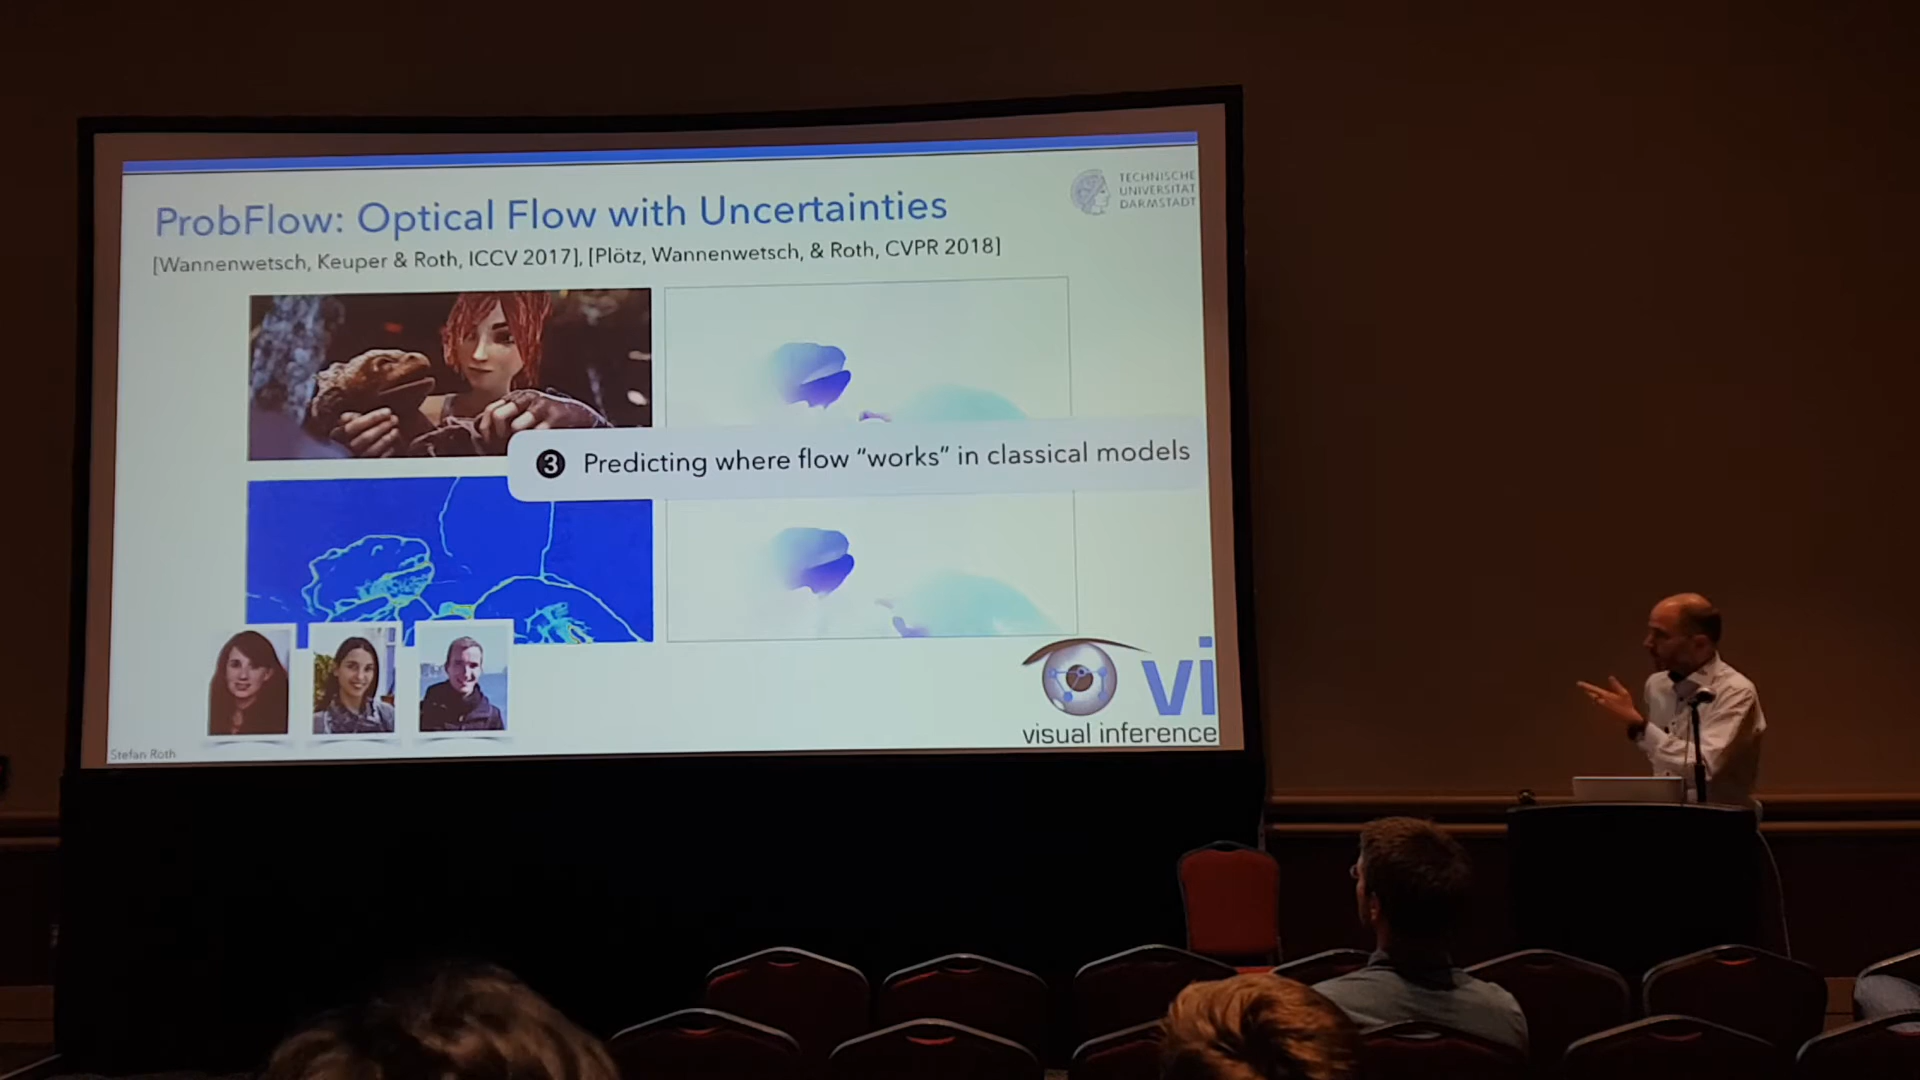 ProbFlow: Optical Flow with Uncertainties
[Wannenwetsch, Keuper & Roth, ICCV 2017], [Plötz, Wannenwetsch, & Roth, CVPR 2018]
TECHNISCHE
UNIVERSITÄT
DARMSTADT
3 Predicting where flow “works” in classical models
vi
visual inference
Stefan Roth